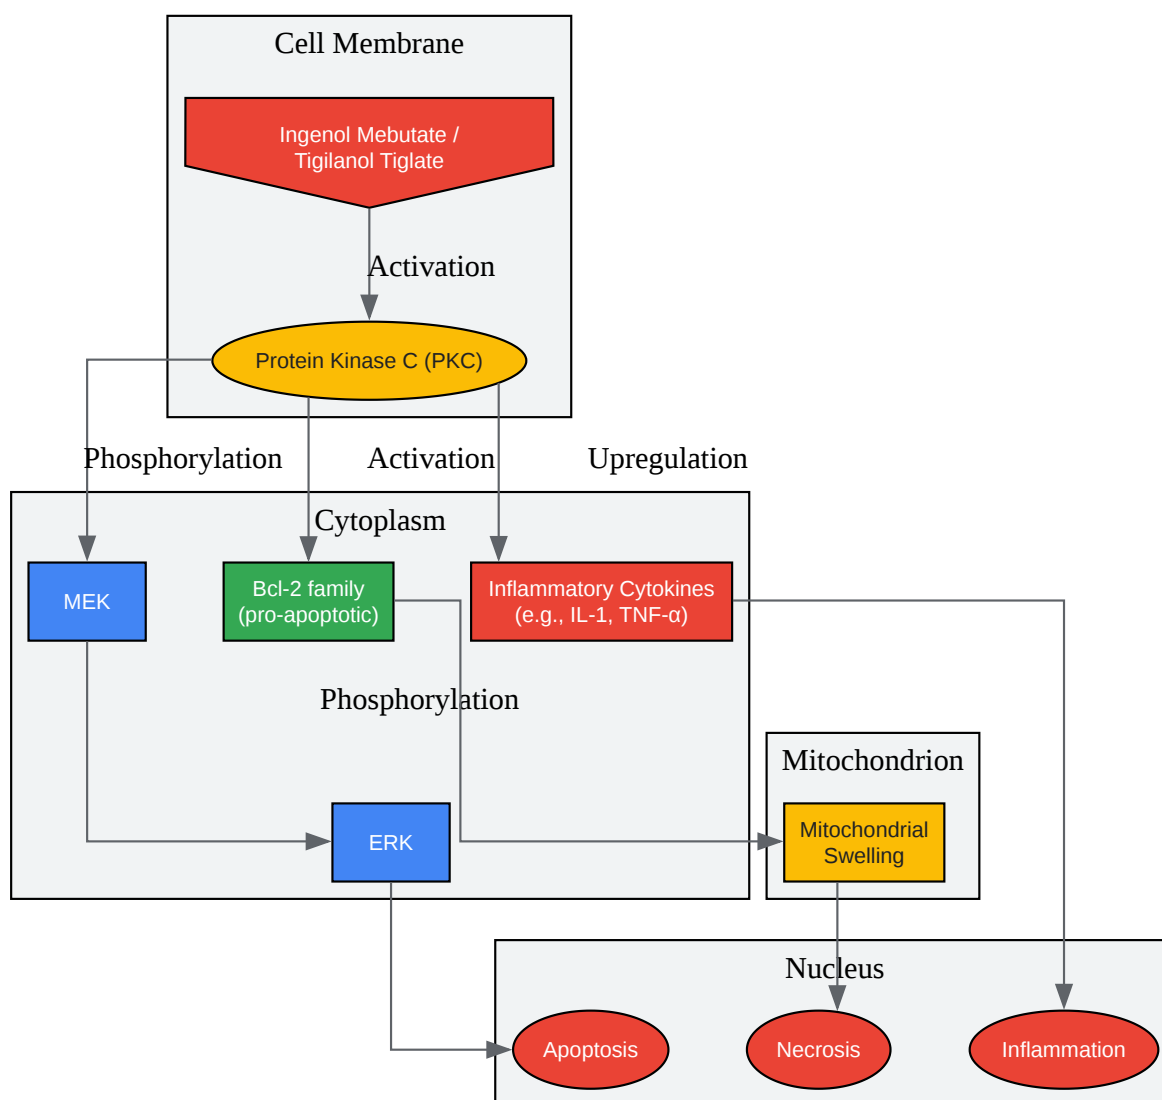 Cell Membrane
Ingenol Mebutate /
Tigilanol Tiglate
Activation
Protein Kinase C (PKC)
Phosphorylation
Activation
Upregulation
Cytoplasm
MEK
Bcl-2 family
(pro-apoptotic)
Inflammatory Cytokines
(e.g., IL-1, TNF-α)
Phosphorylation
Mitochondrion
ERK
Mitochondrial
Swelling
Nucleus
Apoptosis
Necrosis
Inflammation